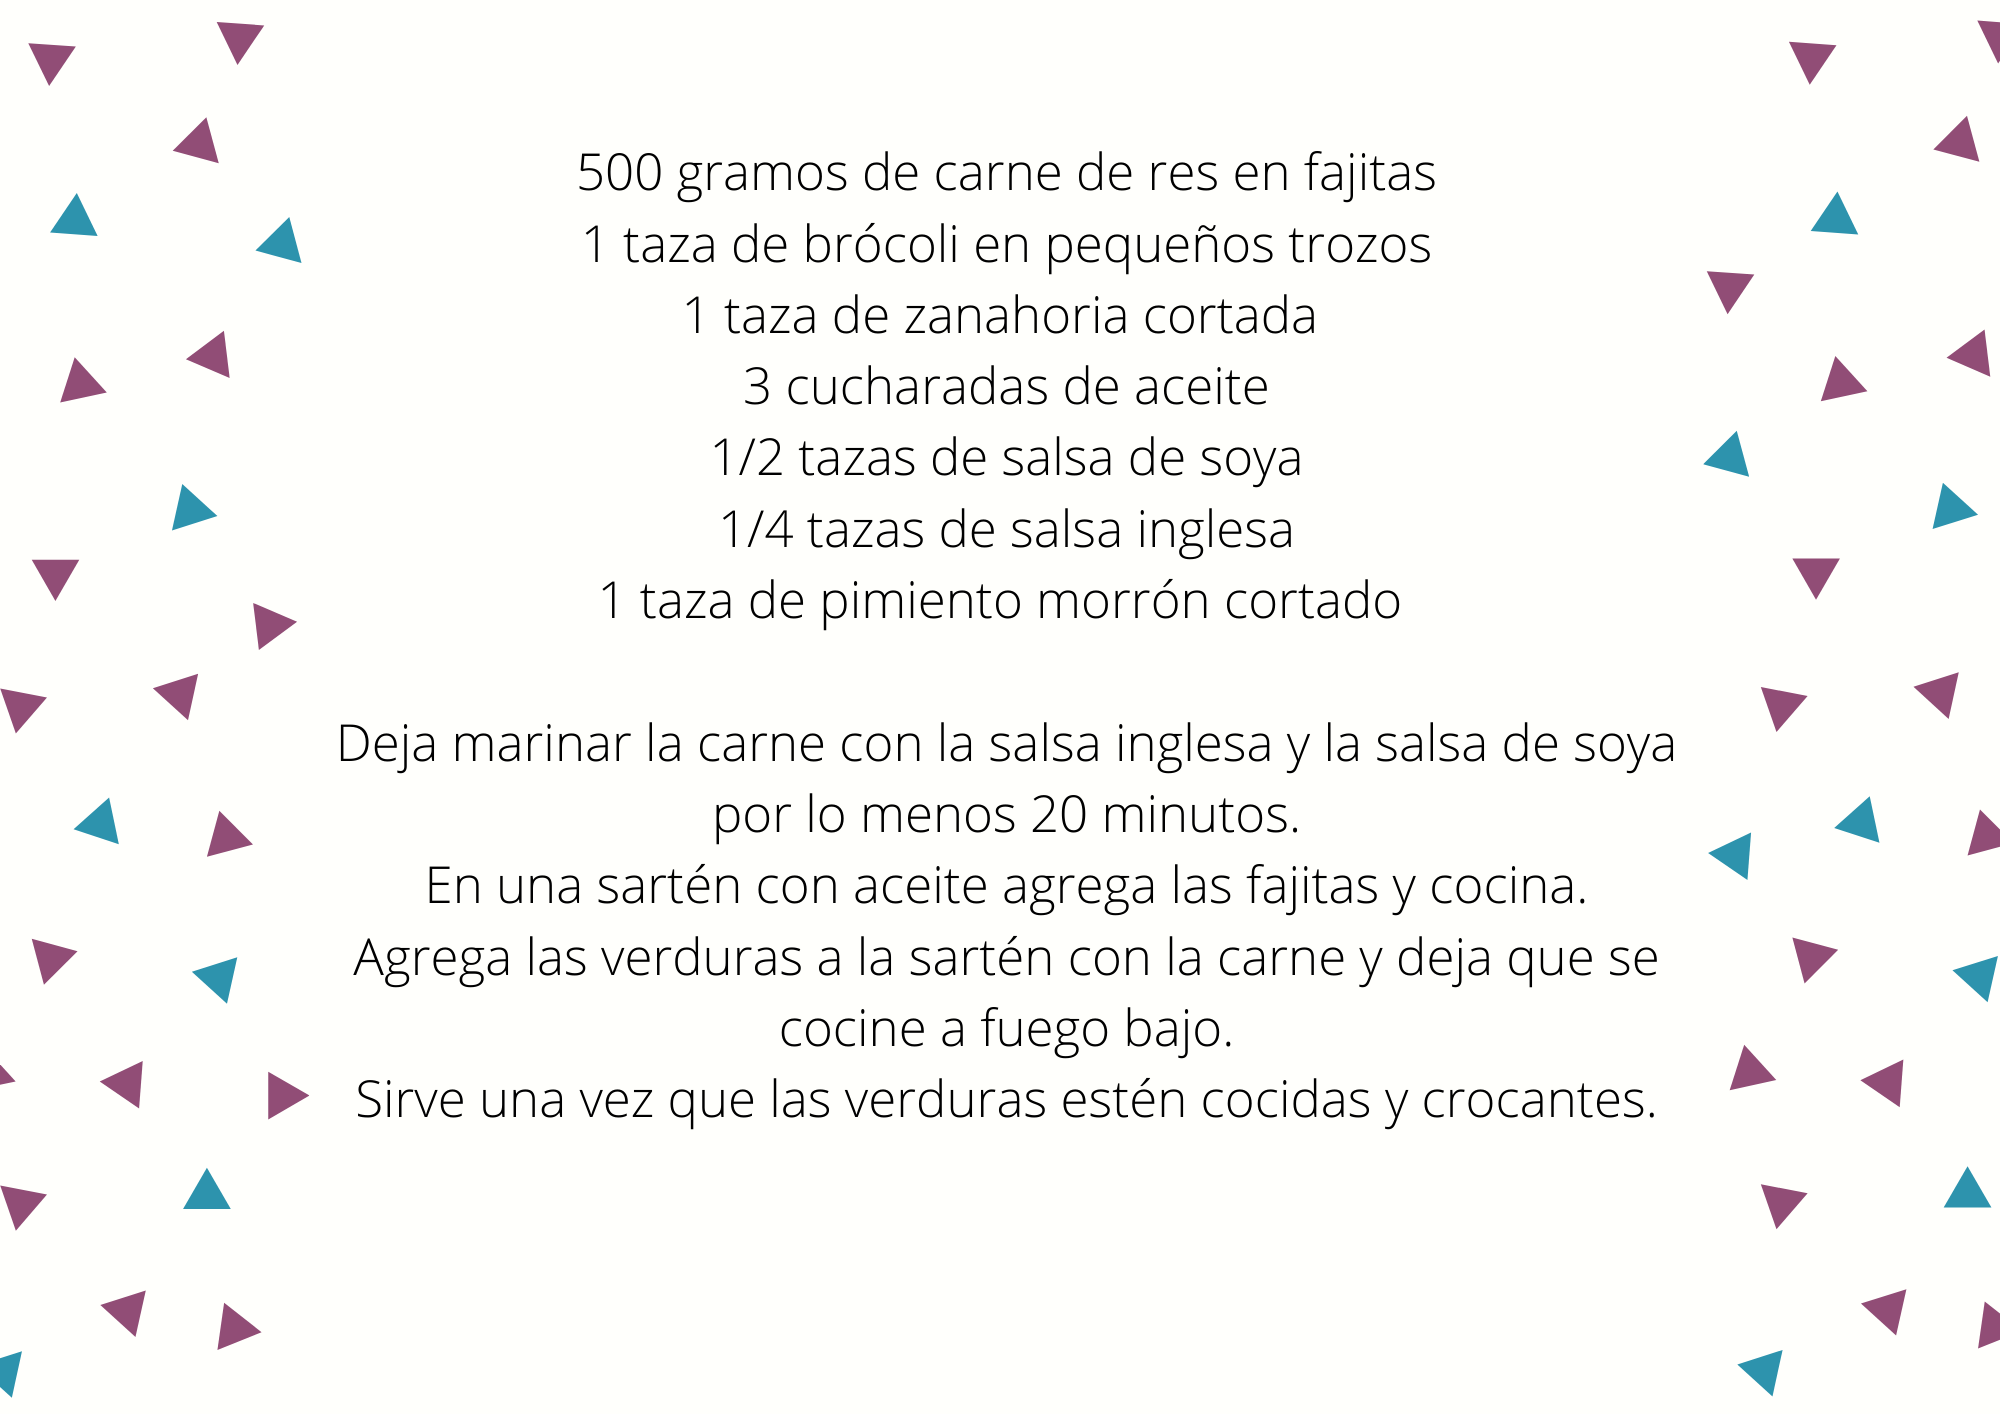 500 gramos de carne de res en fajitas
1 taza de brócoli en pequeños trozos
1 taza de zanahoria cortada
3 cucharadas de aceite
1/2 tazas de salsa de soya
1/4 tazas de salsa inglesa
1 taza de pimiento morrón cortado
Deja marinar la carne con la salsa inglesa y la salsa de soya
por lo menos 20 minutos.
En una sartén con aceite agrega las fajitas y cocina.
Agrega las verduras a la sartén con la carne y deja que se
cocine a fuego bajo.
Sirve una vez que las verduras estén cocidas y crocantes.